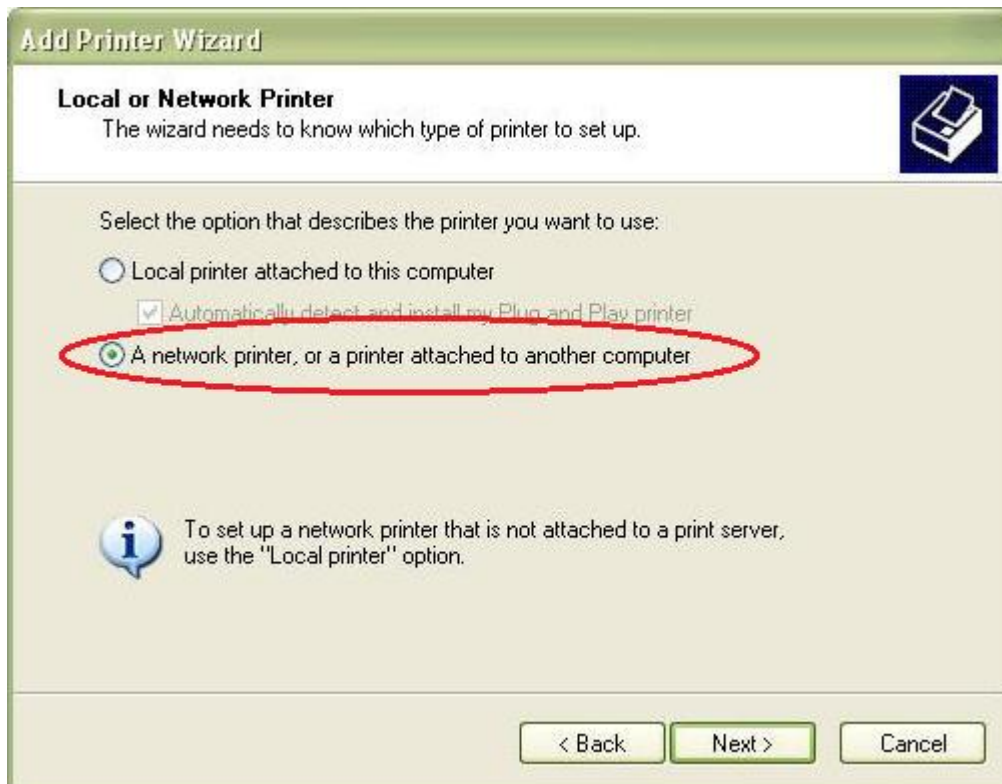 Add Printer Wizard
Local or Network Printer
The wizard needs to know which type of printer to set up.
Select the option that describes the printer you want to use:
Local printer attached to this computer
Automatically detect and install my Plug and Play printer
A network printer, or a printer attached to another computer
To set up a network printer that is not attached to a print server,
use the "Local printer" option.
< Back Next > Cancel